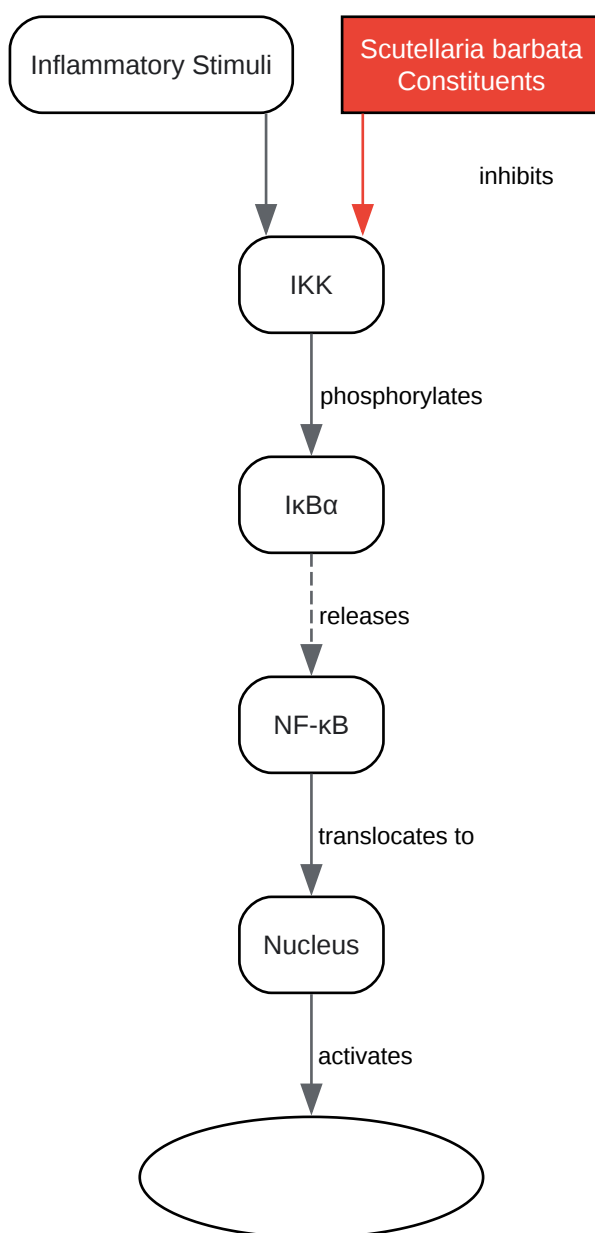 Inflammatory Stimuli
Scutellaria barbata
Constituents
inhibits
IKK
phosphorylates
IκBα
releases
NF-κB
translocates to
Nucleus
activates